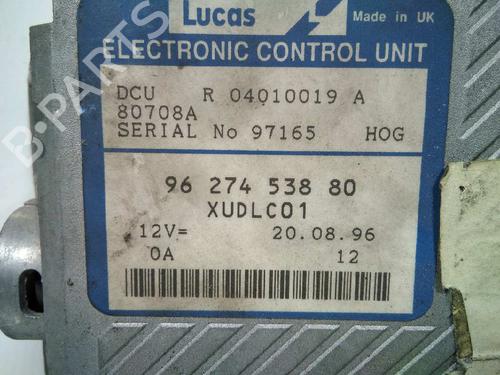 Lucas
Made in UK
ELECTRONIC CONTROL UNIT
DCU R 04010019 A
80708A
SERIAL No 97165 HOG
96 274 538 80
XUDLC01
12V= 20.08.96
0A 12
B-PARTS